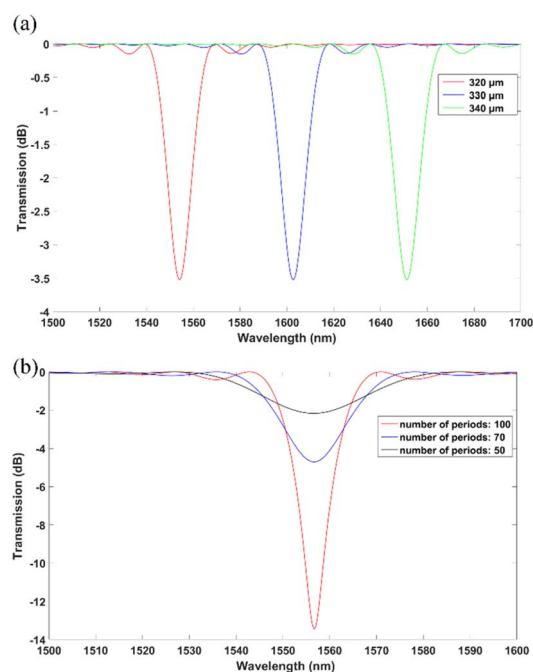 (a)
0
-0.5
-1
-1.5
-2
-2.5
-3
-3.5
-4
Transmission (dB)
320 µm
330 µm
340 µm
1500 1520 1540 1560 1580 1600 1620 1640 1660 1680 1700
Wavelength (nm)
(b)
0
-2
-4
-6
-8
-10
-12
-14
Transmission (dB)
number of periods: 100
number of periods: 70
number of periods: 50
1500 1510 1520 1530 1540 1550 1560 1570 1580 1590 1600
Wavelength (nm)